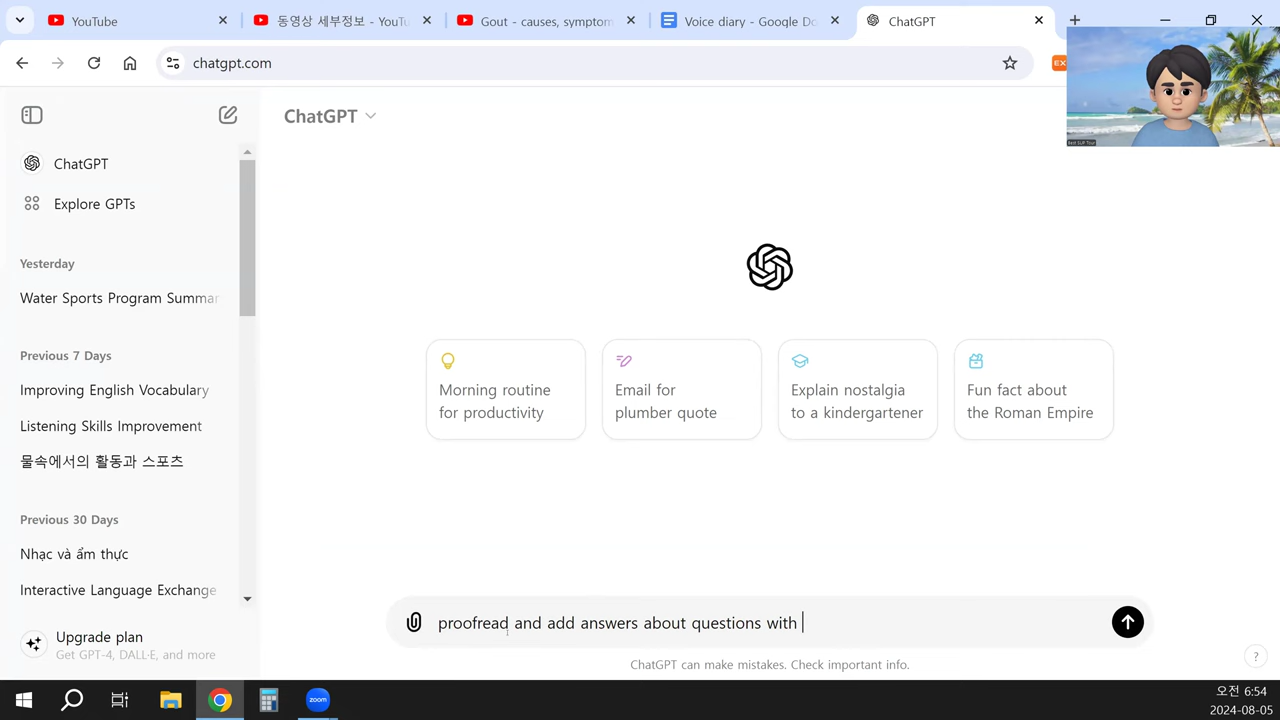 YouTube
동영상 세부정보 - YouTu
Gout - causes, symptom
Voice diary - Google Do
ChatGPT
chatgpt.com
ChatGPT
ChatGPT
Explore GPTs
Yesterday
Water Sports Program Summar
Previous 7 Days
Improving English Vocabulary
Listening Skills Improvement
물속에서의 활동과 스포츠
Previous 30 Days
Nhạc và ẩm thực
Interactive Language Exchange
Upgrade plan
Get GPT-4, DALL·E, and more
Morning routine
for productivity
Email for
plumber quote
Explain nostalgia
to a kindergartener
Fun fact about
the Roman Empire
proofread and add answers about questions with
ChatGPT can make mistakes. Check important info.
?
zoom
오전 6:54
2024-08-05